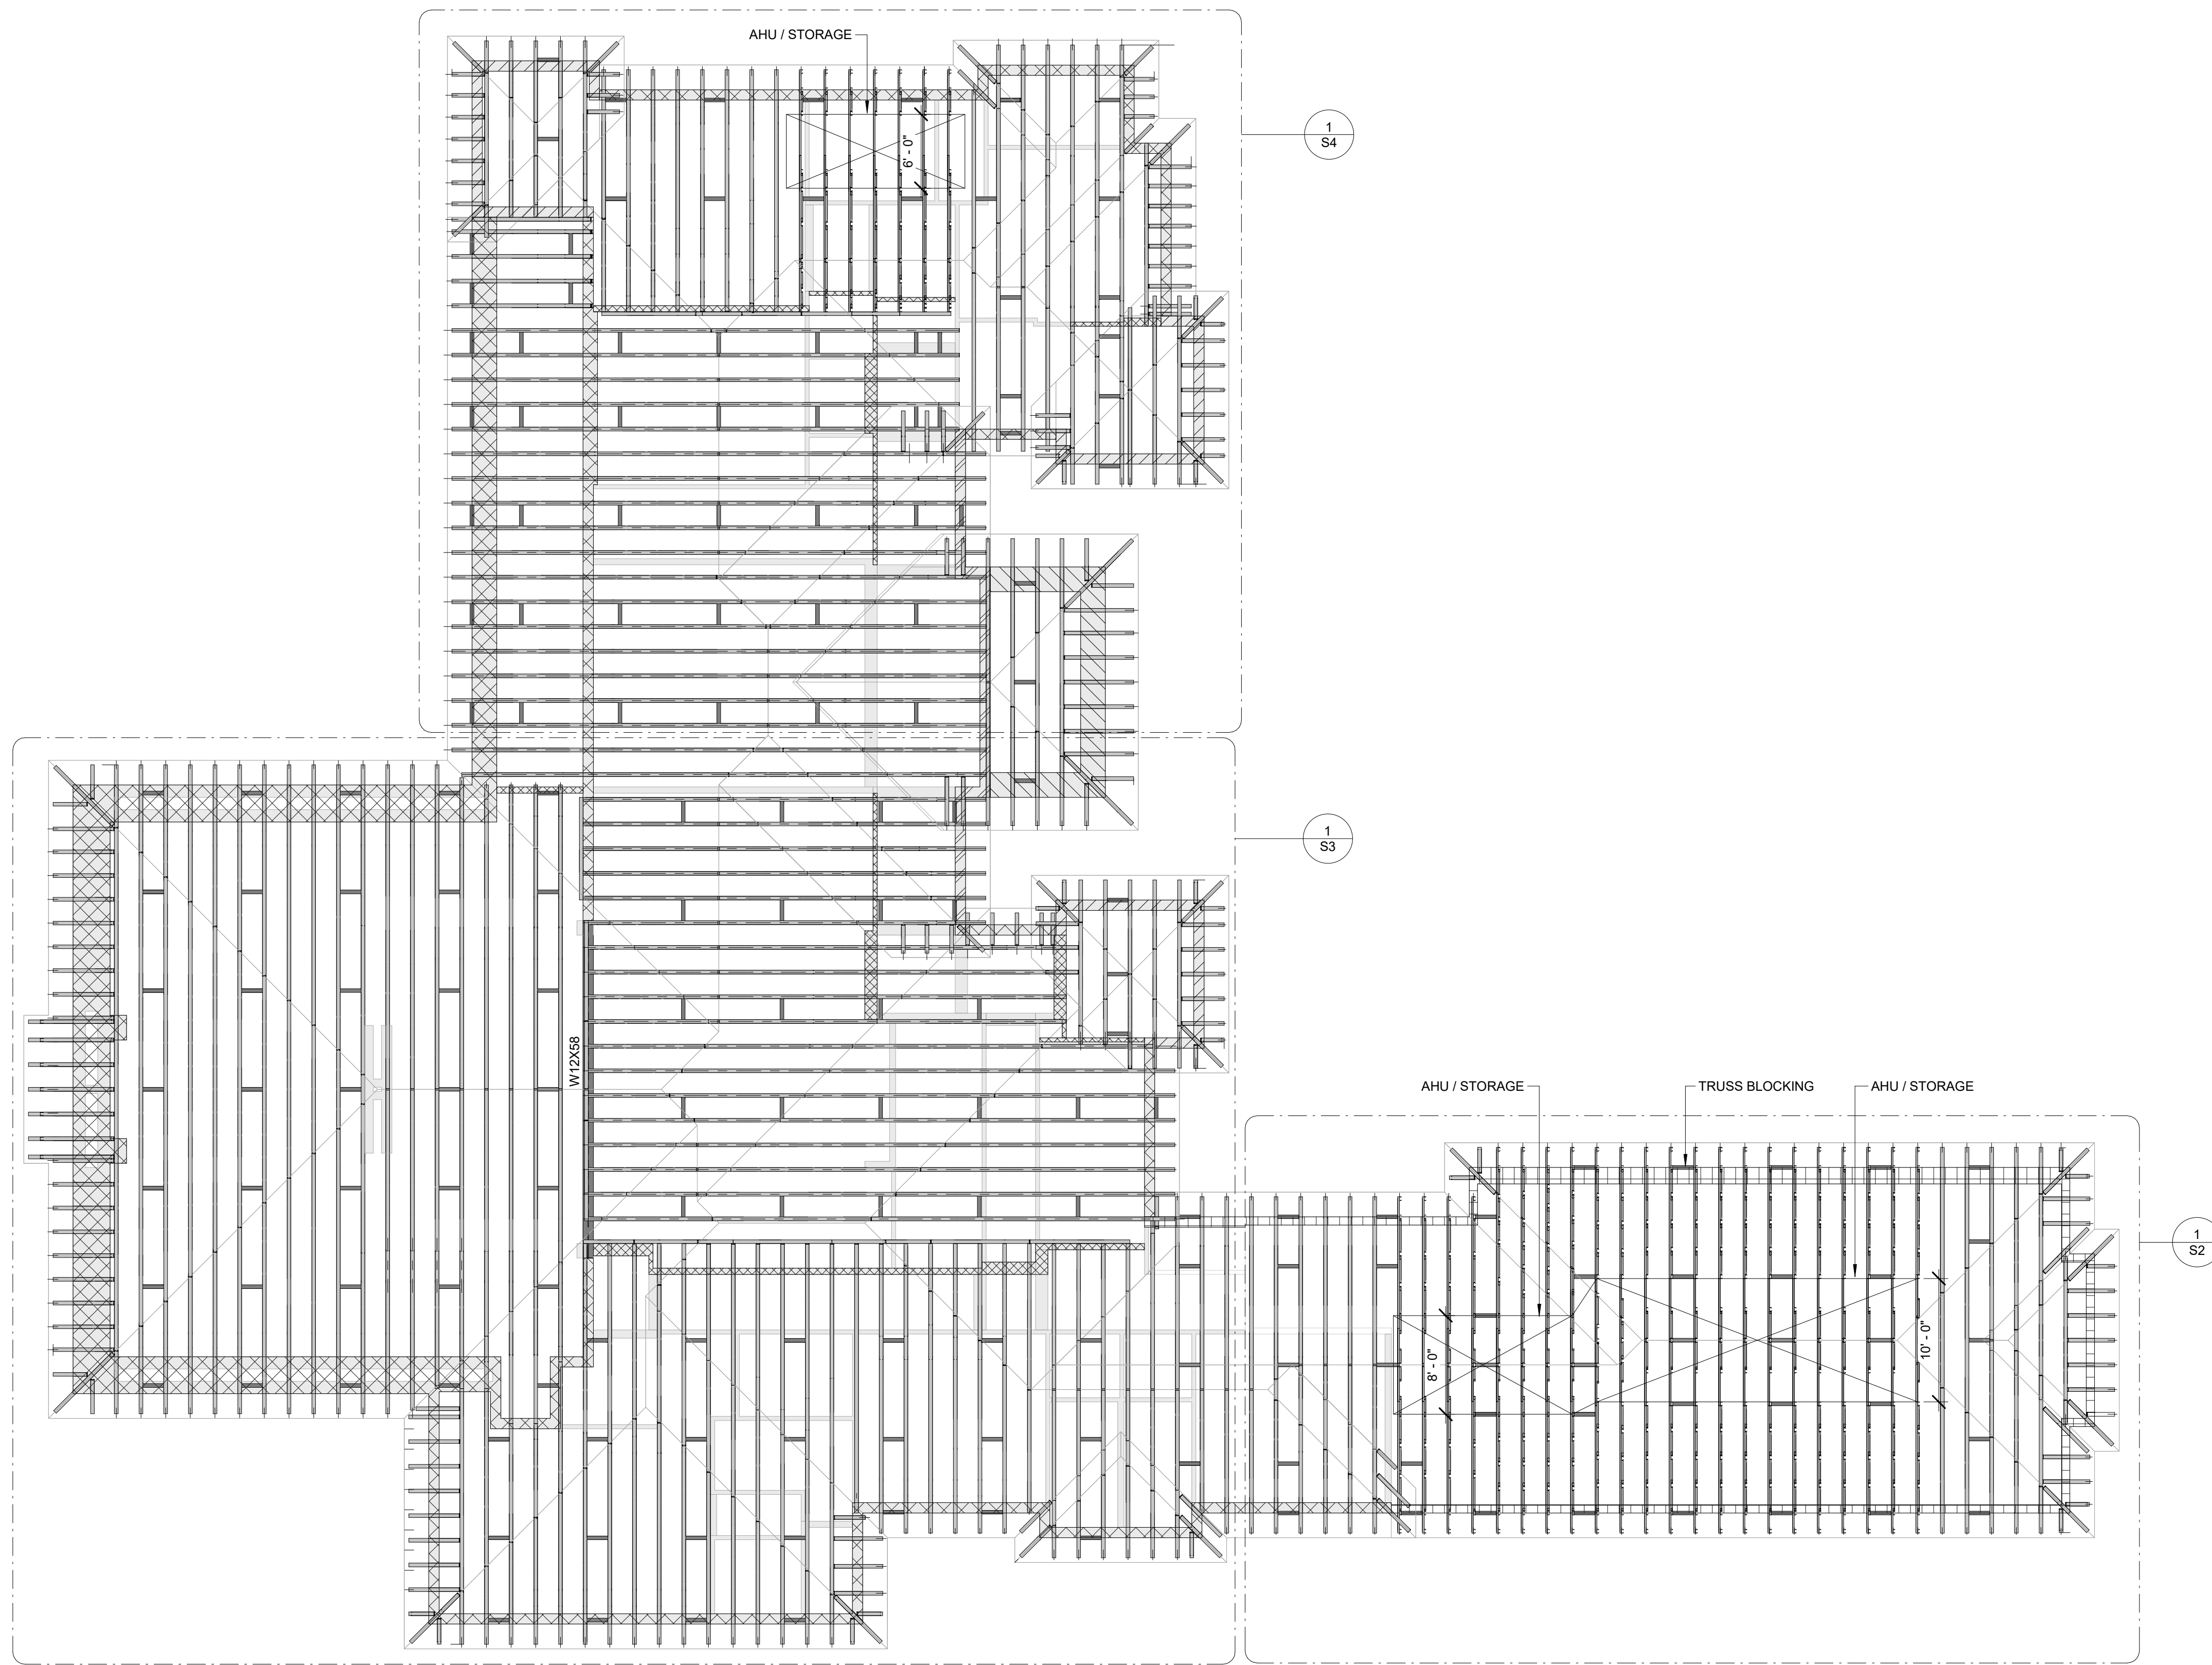 AHU / STORAGE
1
S4
6' - 0"
1
S3
W12X58
AHU / STORAGE
TRUSS BLOCKING
AHU / STORAGE
1
S2
8' - 0"
10' - 0"